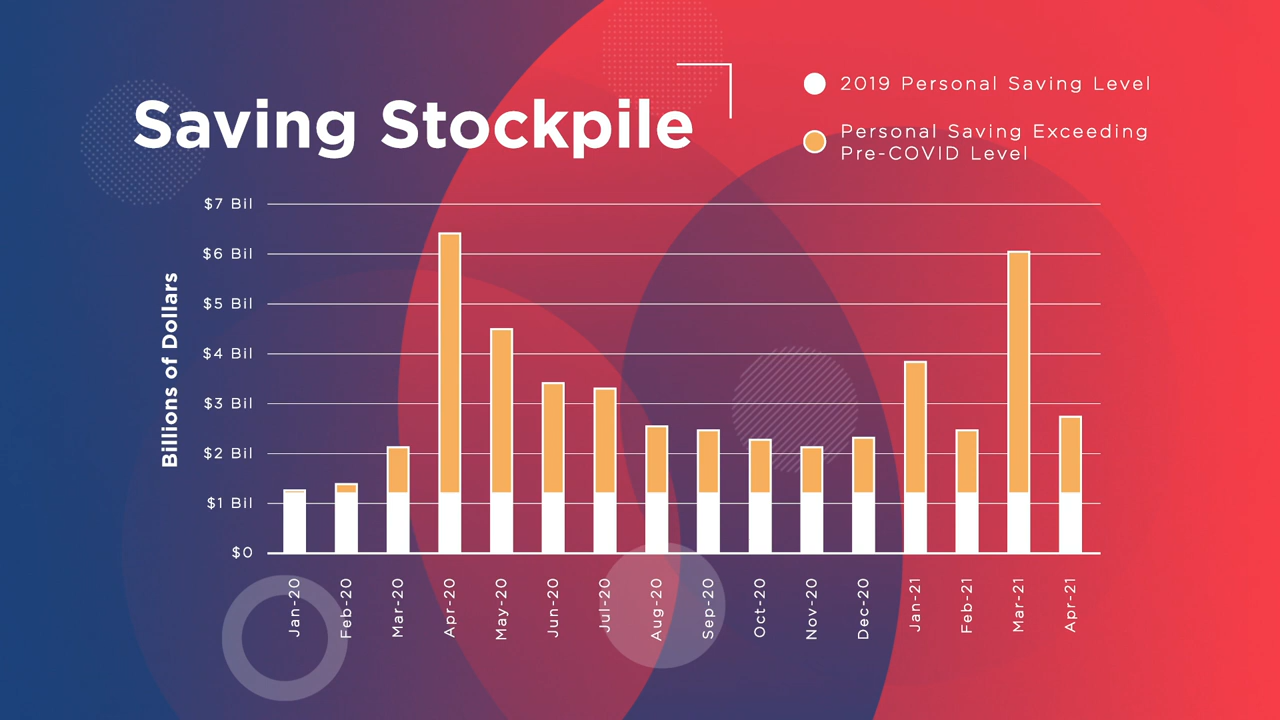 Saving Stockpile
2019 Personal Saving Level
Personal Saving Exceeding
Pre-COVID Level
Billions of Dollars
$7 Bil
$6 Bil
$5 Bil
$4 Bil
$3 Bil
$2 Bil
$1 Bil
$0
Jan-20
Feb-20
Mar-20
Apr-20
May-20
Jun-20
Jul-20
Aug-20
Sep-20
Oct-20
Nov-20
Dec-20
Jan-21
Feb-21
Mar-21
Apr-21